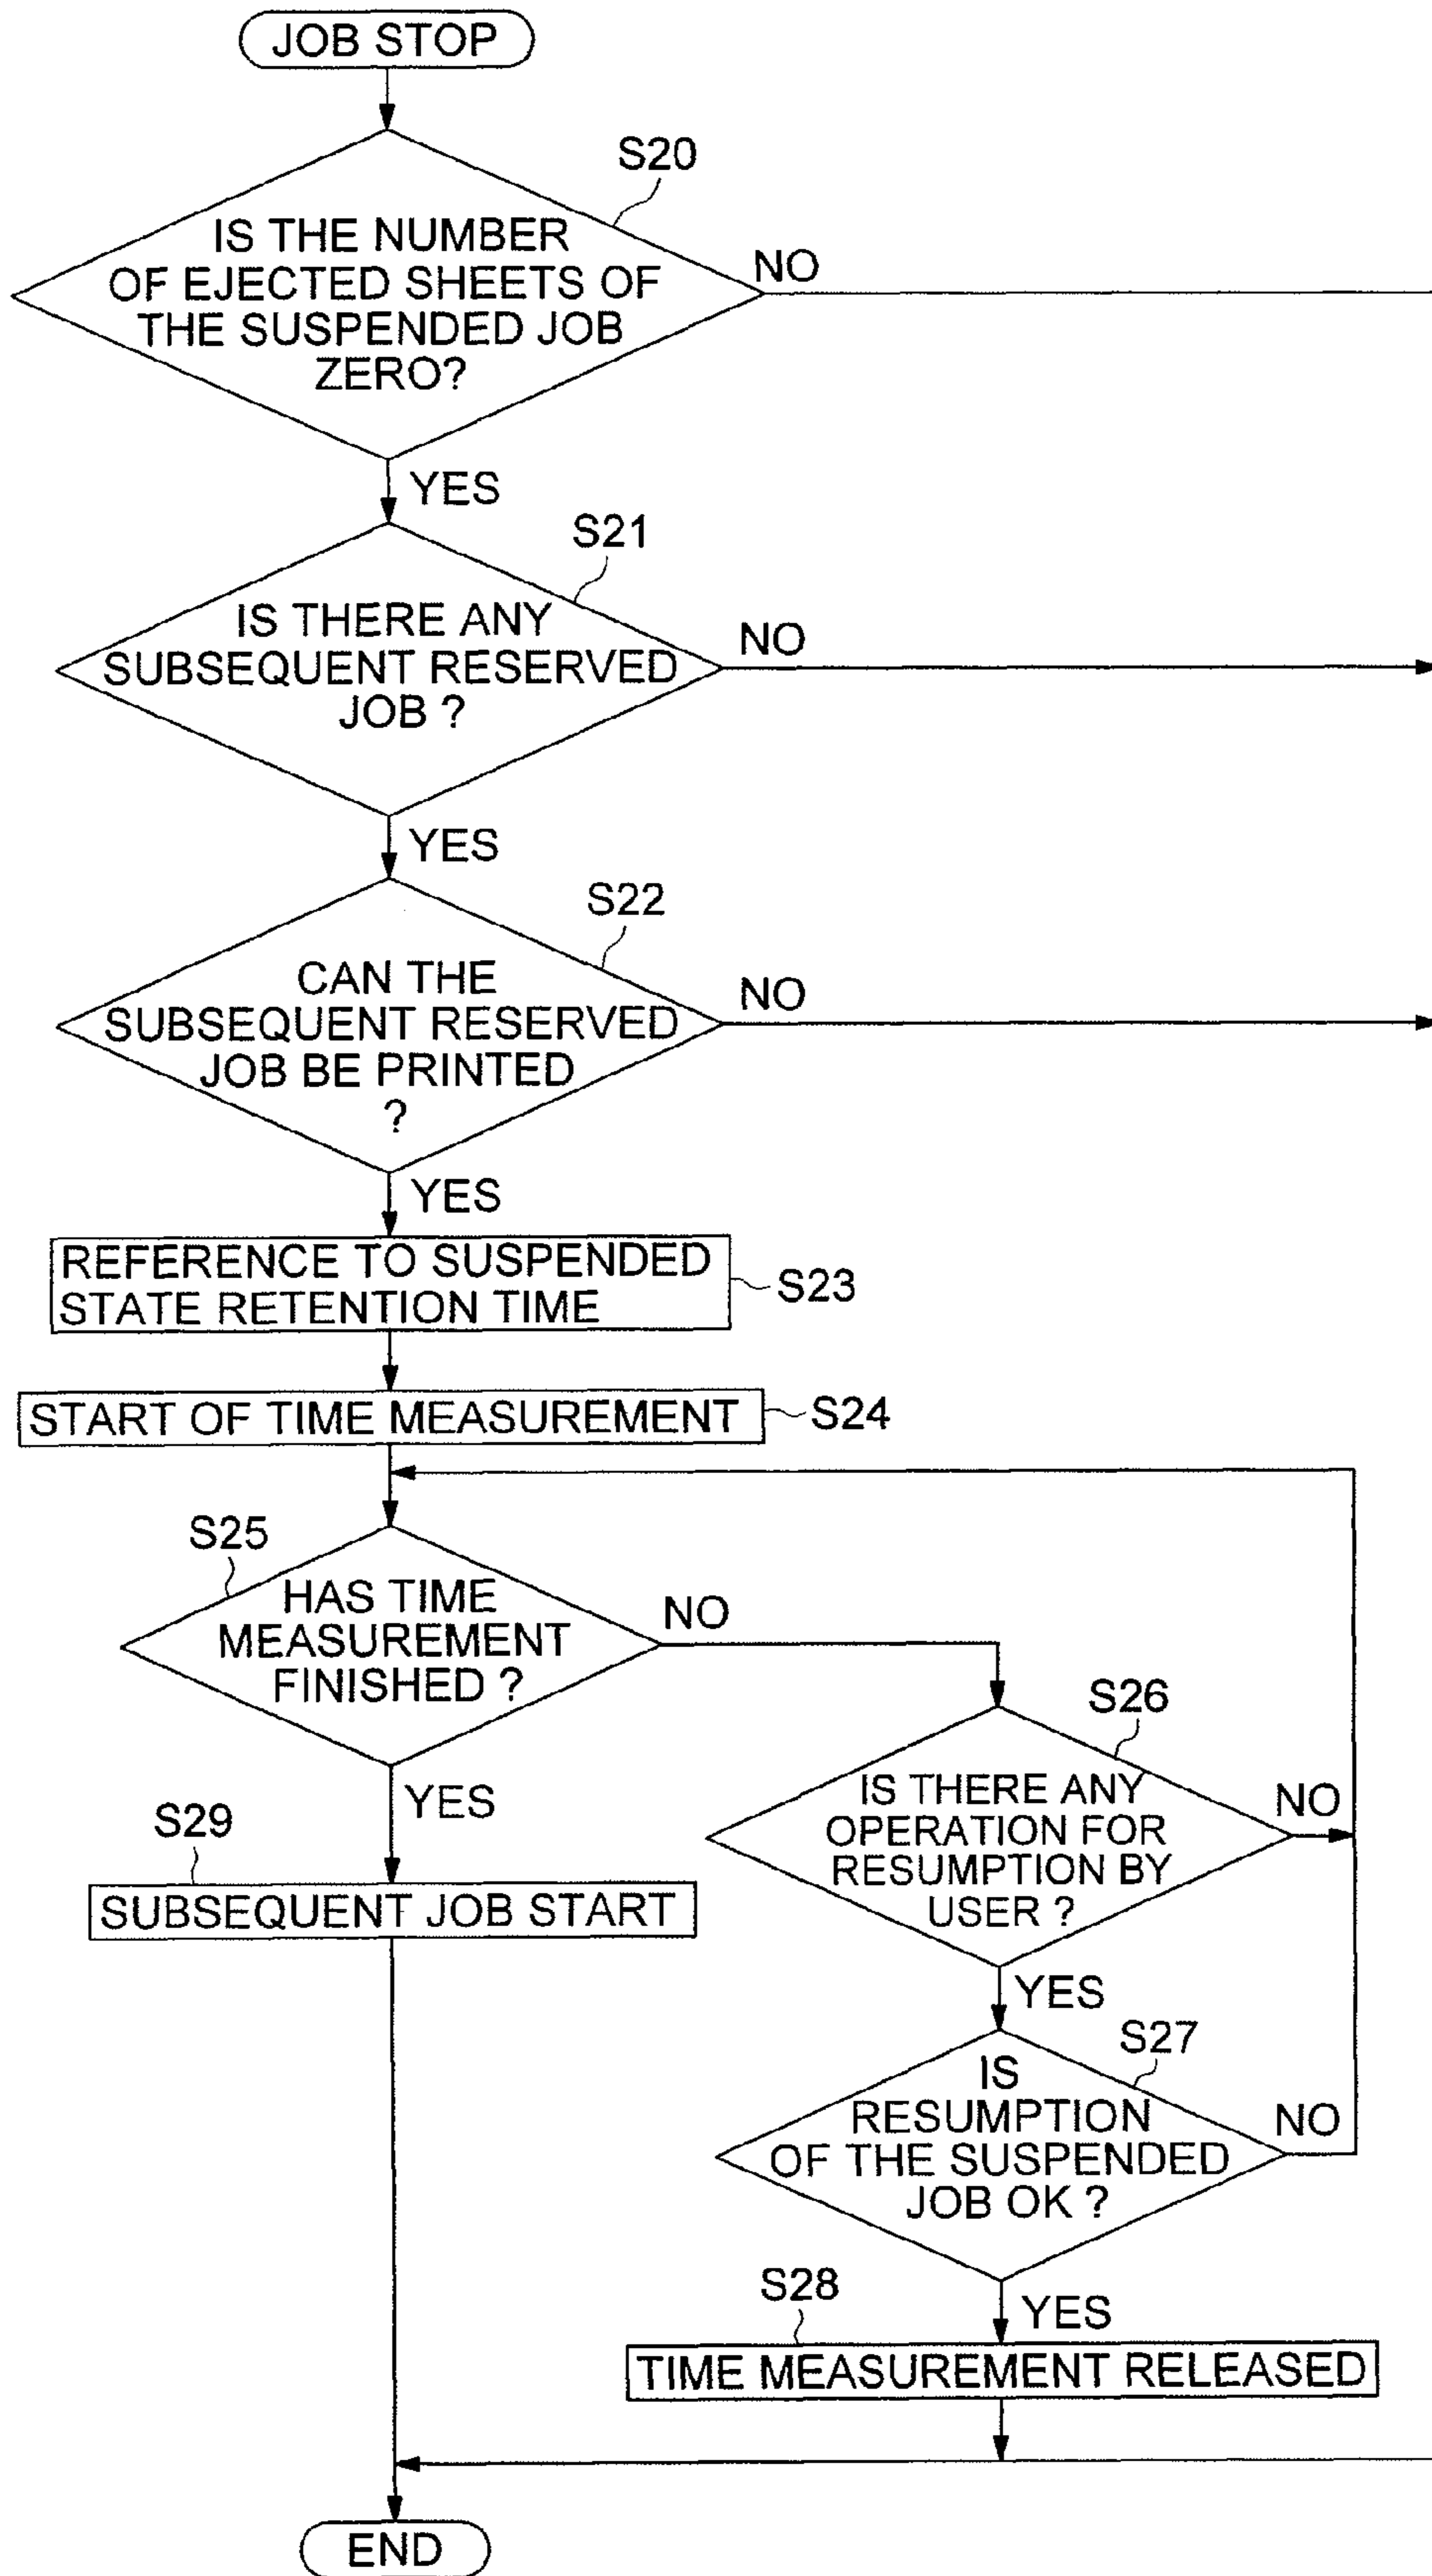 JOB STOP
S20
IS THE NUMBER
OF EJECTED SHEETS OF
THE SUSPENDED JOB
ZERO?
NO
YES
S21
IS THERE ANY
SUBSEQUENT RESERVED
JOB ?
NO
YES
S22
CAN THE
SUBSEQUENT RESERVED
JOB BE PRINTED
?
NO
YES
REFERENCE TO SUSPENDED
STATE RETENTION TIME
S23
START OF TIME MEASUREMENT
S24
S25
HAS TIME
MEASUREMENT
FINISHED ?
NO
YES
S26
IS THERE ANY
OPERATION FOR
RESUMPTION BY
USER ?
NO
YES
S29
SUBSEQUENT JOB START
S27
IS
RESUMPTION
OF THE SUSPENDED
JOB OK ?
NO
YES
S28
TIME MEASUREMENT RELEASED
END